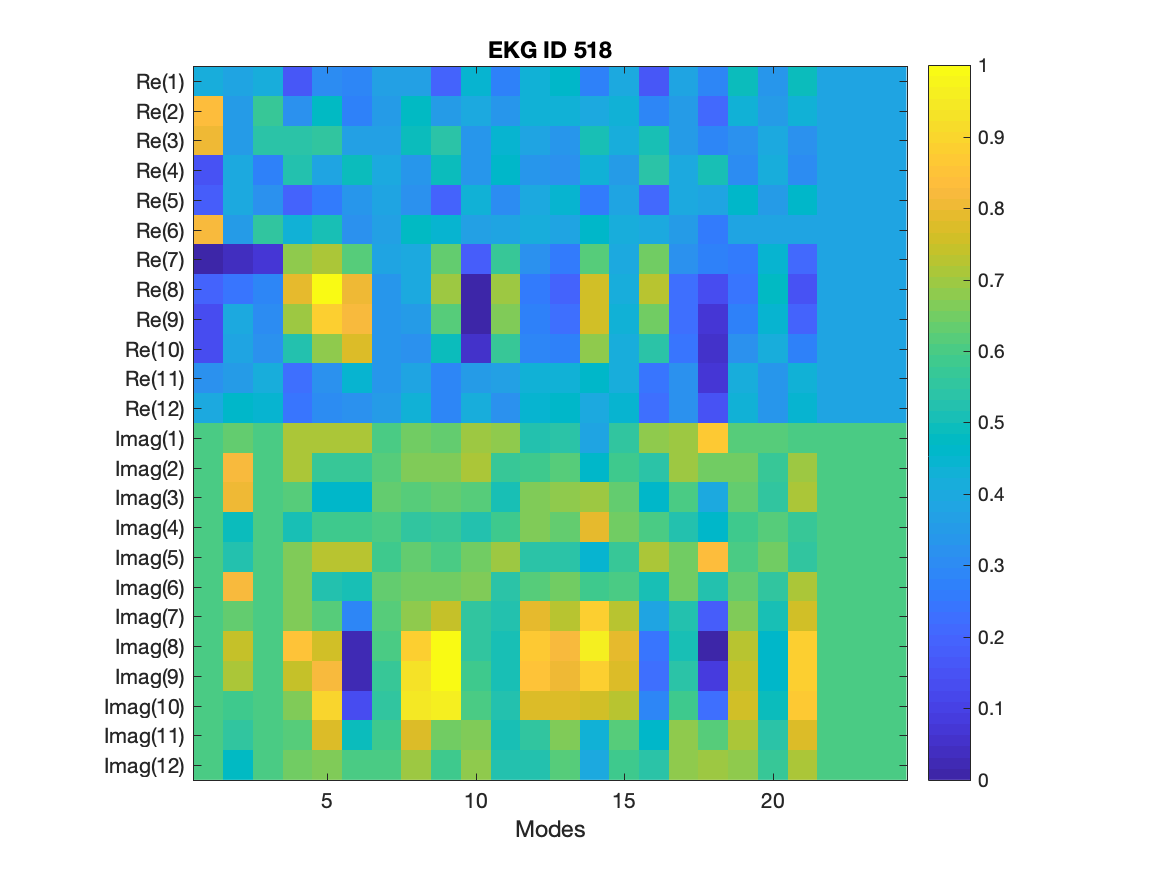 EKG ID 518
Re(1)
Re(2)
Re(3)
Re(4)
Re(5)
Re(6)
Re(7)
Re(8)
Re(9)
Re(10)
Re(11)
Re(12)
Imag(1)
Imag(2)
Imag(3)
Imag(4)
Imag(5)
Imag(6)
Imag(7)
Imag(8)
Imag(9)
Imag(10)
Imag(11)
Imag(12)
5 10 15 20
Modes
1
0.9
0.8
0.7
0.6
0.5
0.4
0.3
0.2
0.1
0